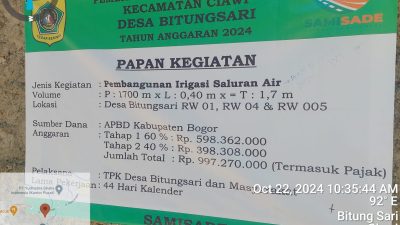 KECAMATAN CIAWI
DESA BITUNGSARI
TAHUN ANGGARAN 2024
SAMISADE
PAPAN KEGIATAN
Jenis Kegiatan : Pembangunan Irigasi Saluran Air
Volume : P : 1700 m x L : 0,40 m x = T : 1,7 m
Lokasi : Desa Bitungsari RW 01, RW 04 & RW 005
Sumber Dana : APBD Kabupaten Bogor
Anggaran : Tahap 1 60 % : Rp. 598.362.000
Tahap 2 40 % : Rp. 398.308.000
Jumlah Total : Rp. 997.270.000 (Termasuk Pajak)
Pelaksana : TPK Desa Bitungsari dan
Lama Pekerjaan : 44 Hari Kalender
Oct 22, 2024 10:35:44 AM
92° E
Bitung Sari